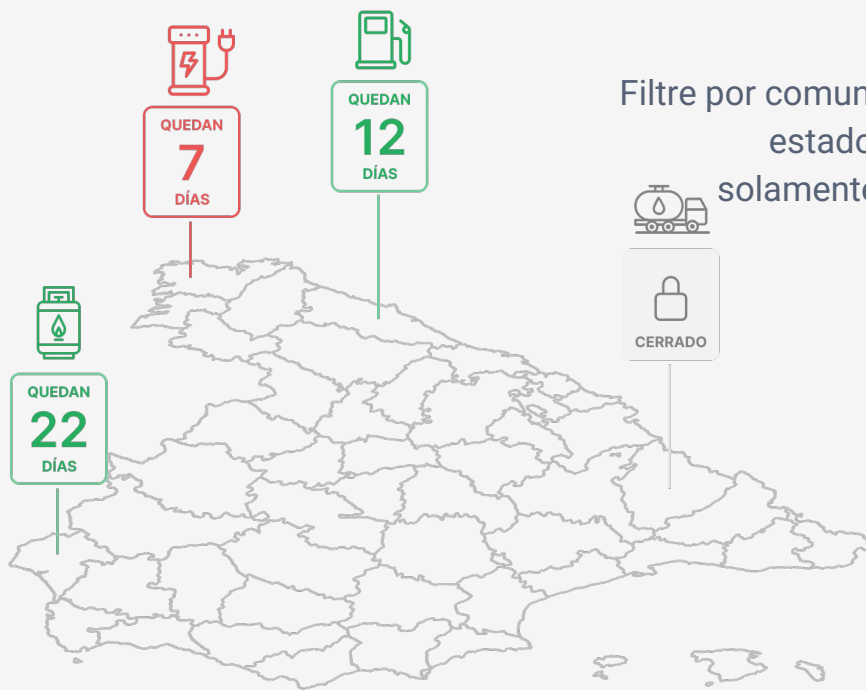 QUEDAN
7
DÍAS
QUEDAN
12
DÍAS
Filtre por comun
estado
solamente
CERRADO
QUEDAN
22
DÍAS